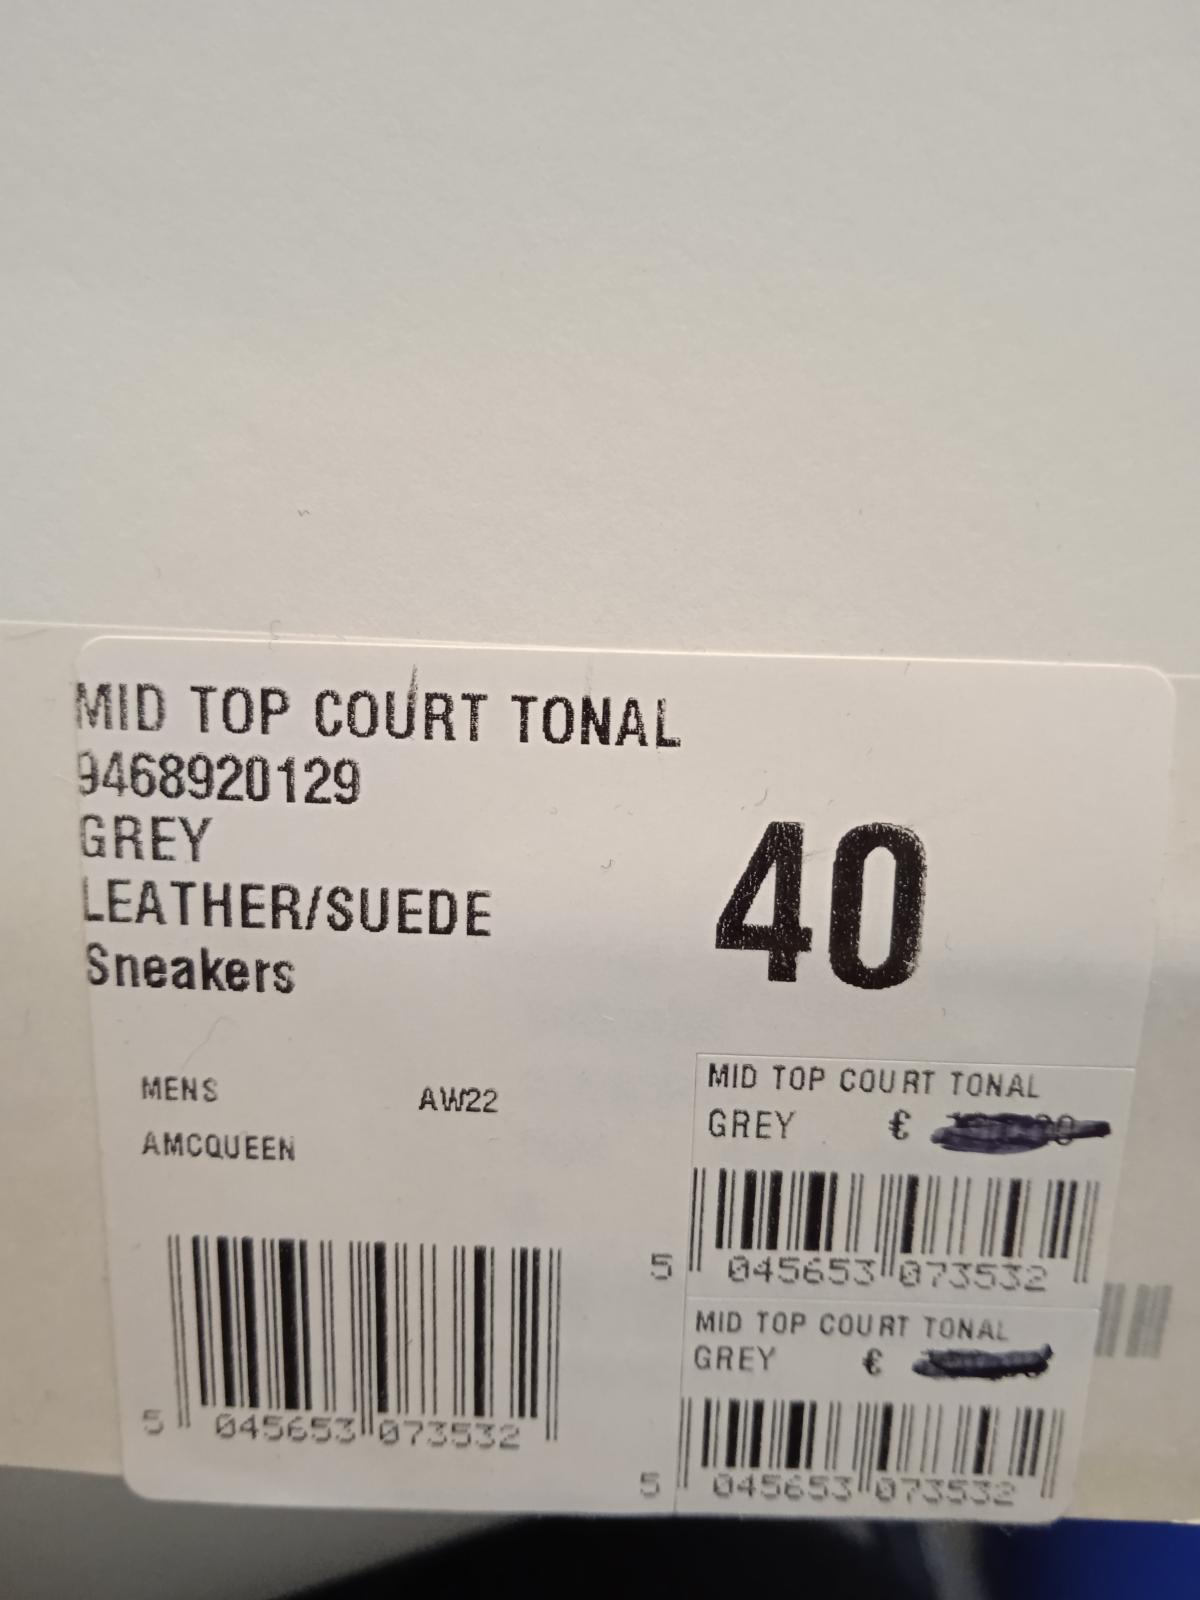 MID TOP COURT TONAL
9468920129
GREY
LEATHER/SUEDE
Sneakers
40
MENS AW22
AMCQUEEN
5 045653 073532
MID TOP COURT TONAL
GREY €
5 045653 073532
MID TOP COURT TONAL
GREY €
5 045653 073532